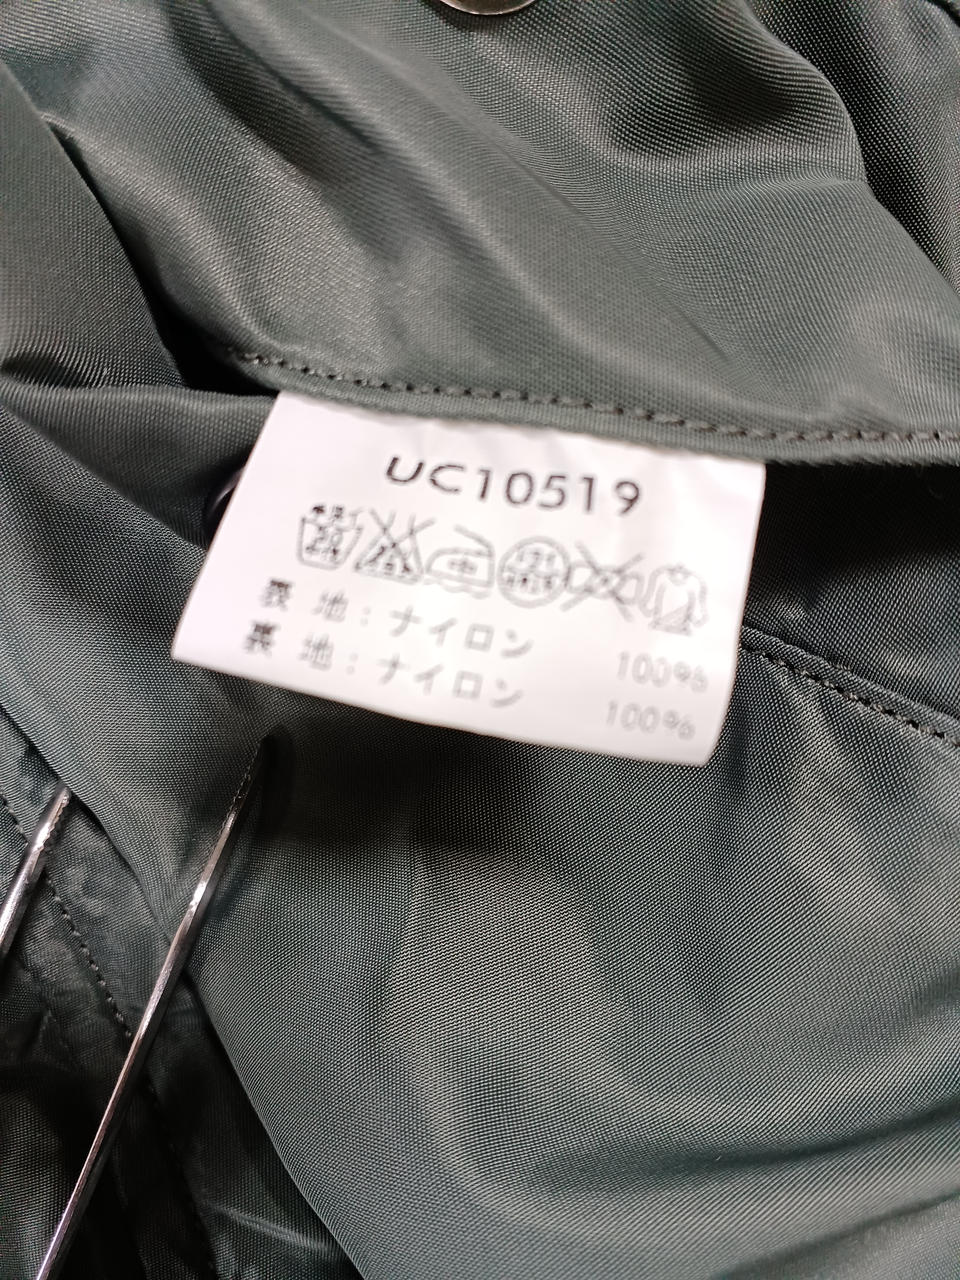 UC10519
表 地 : ナイロン 100%
裏 地 : ナイロン 100%